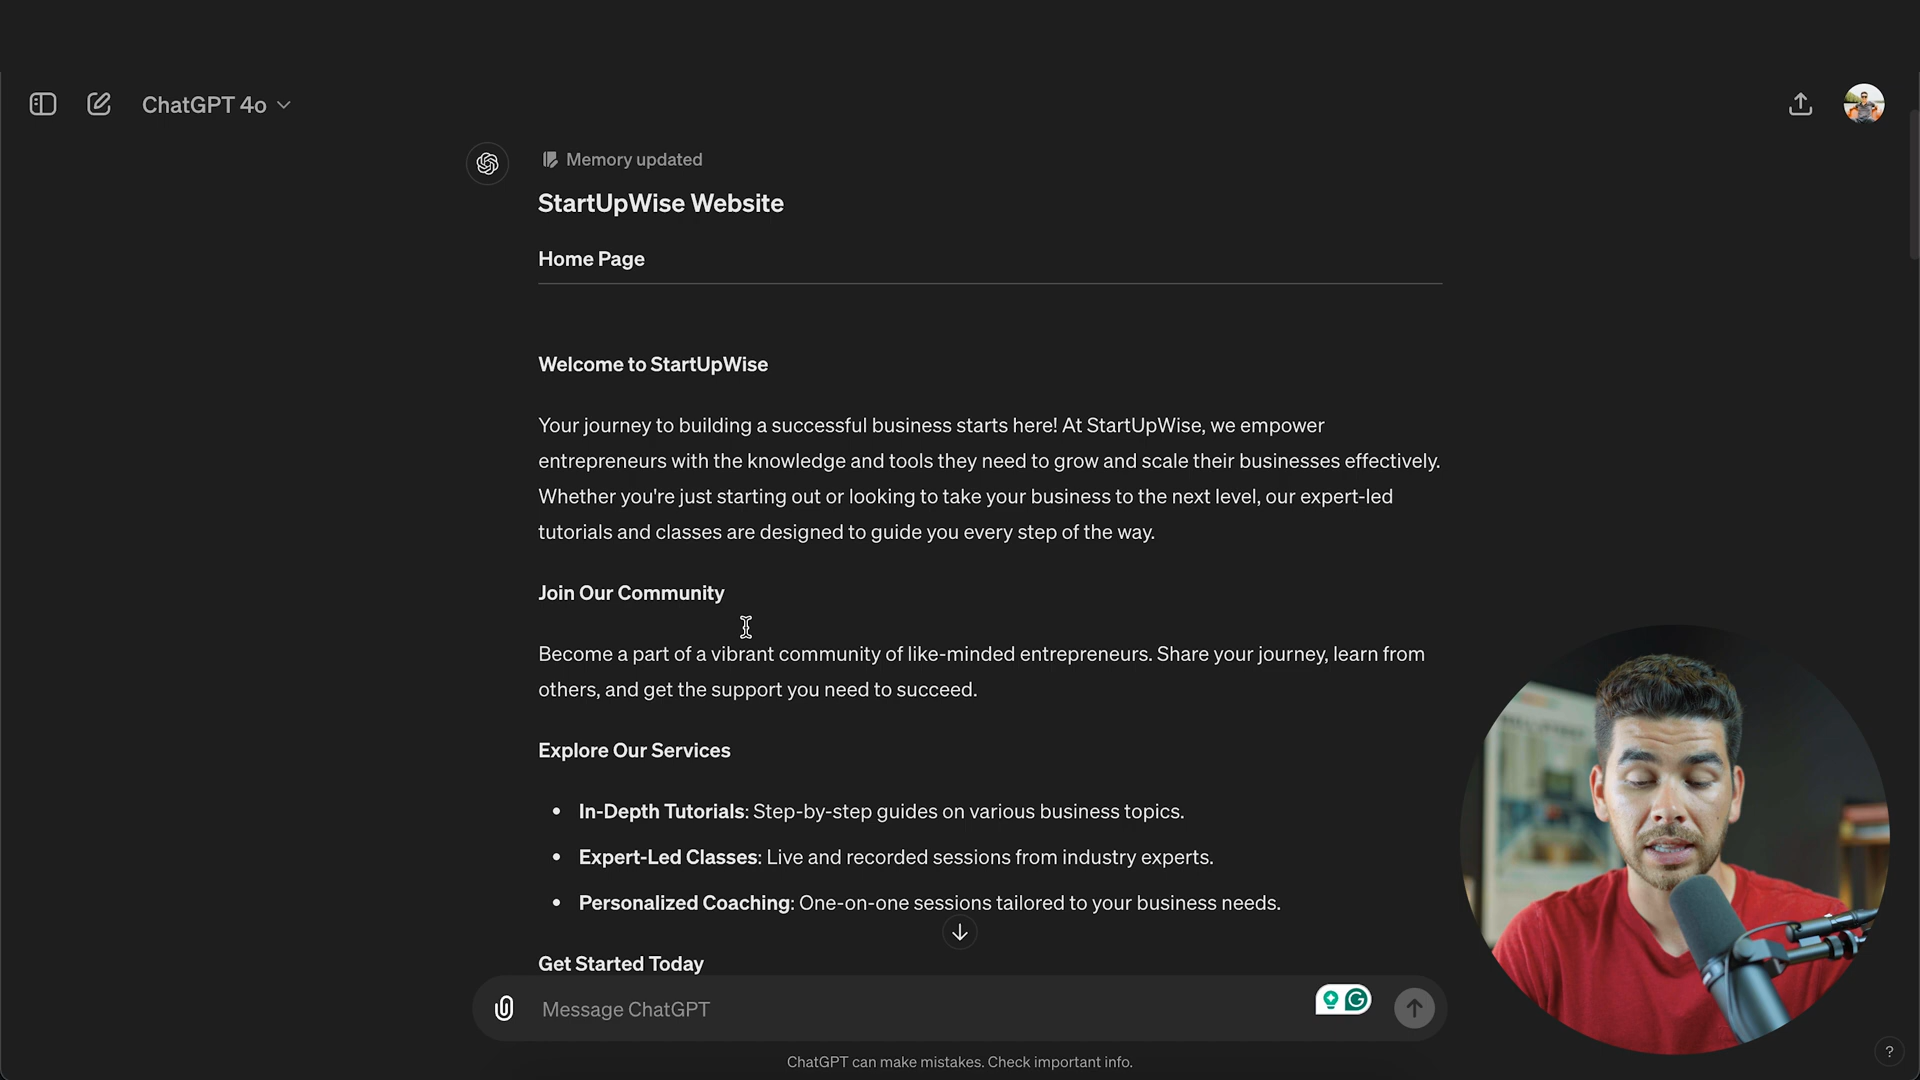 ChatGPT 4o
Memory updated
StartUpWise Website
Home Page
Welcome to StartUpWise
Your journey to building a successful business starts here! At StartUpWise, we empower
entrepreneurs with the knowledge and tools they need to grow and scale their businesses effectively.
Whether you're just starting out or looking to take your business to the next level, our expert-led
tutorials and classes are designed to guide you every step of the way.
Join Our Community
Become a part of a vibrant community of like-minded entrepreneurs. Share your journey, learn from
others, and get the support you need to succeed.
Explore Our Services
• In-Depth Tutorials: Step-by-step guides on various business topics.
• Expert-Led Classes: Live and recorded sessions from industry experts.
• Personalized Coaching: One-on-one sessions tailored to your business needs.
Get Started Today
Message ChatGPT
ChatGPT can make mistakes. Check important info.
?